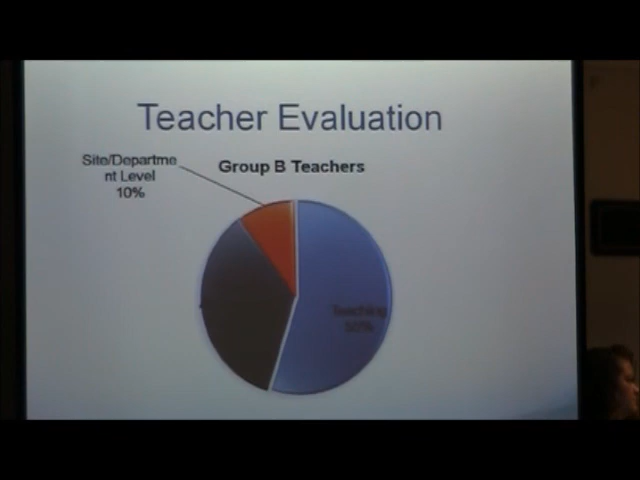 Teacher Evaluation
Site/Departme
nt Level
10%
Group B Teachers
Teaching